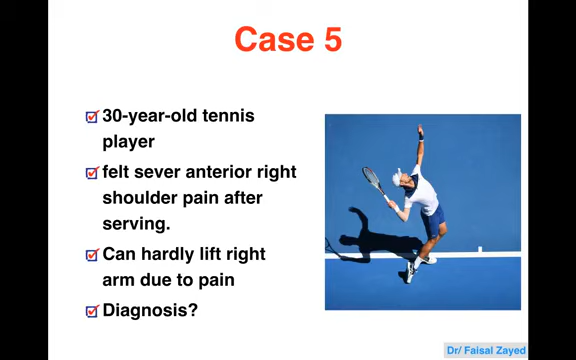 Case 5
30-year-old tennis
player
felt sever anterior right
shoulder pain after
serving.
Can hardly lift right
arm due to pain
Diagnosis?
Dr/ Faisal Zayed